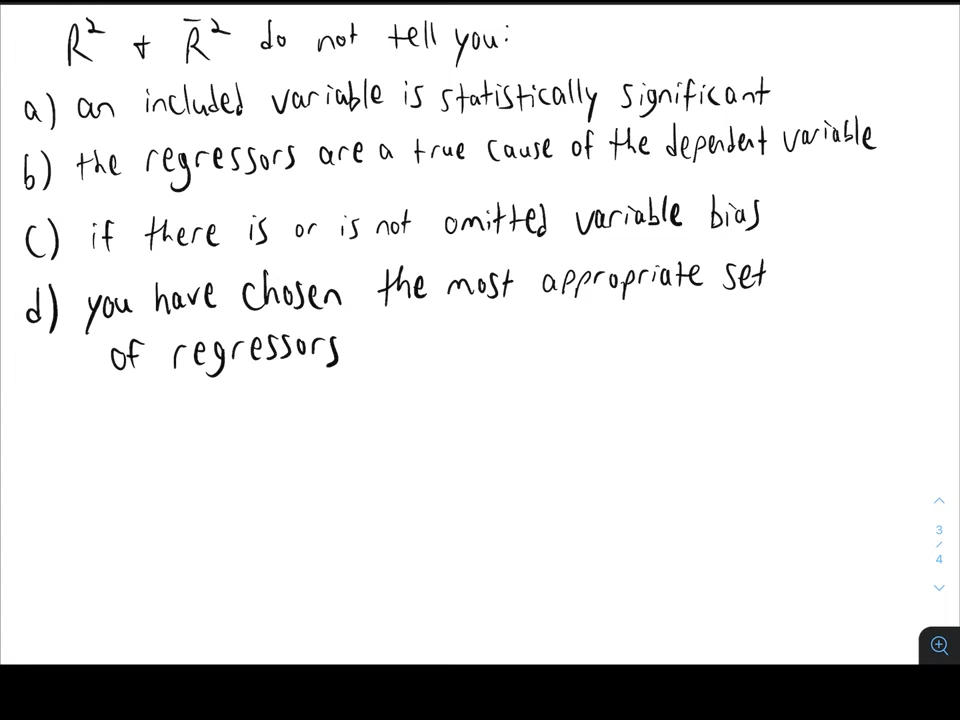 R² + R̄² do not tell you:
a) an included variable is statistically significant
b) the regressors are a true cause of the dependent variable
c) if there is or is not omitted variable bias
d) you have chosen the most appropriate set
of regressors
3
/
4